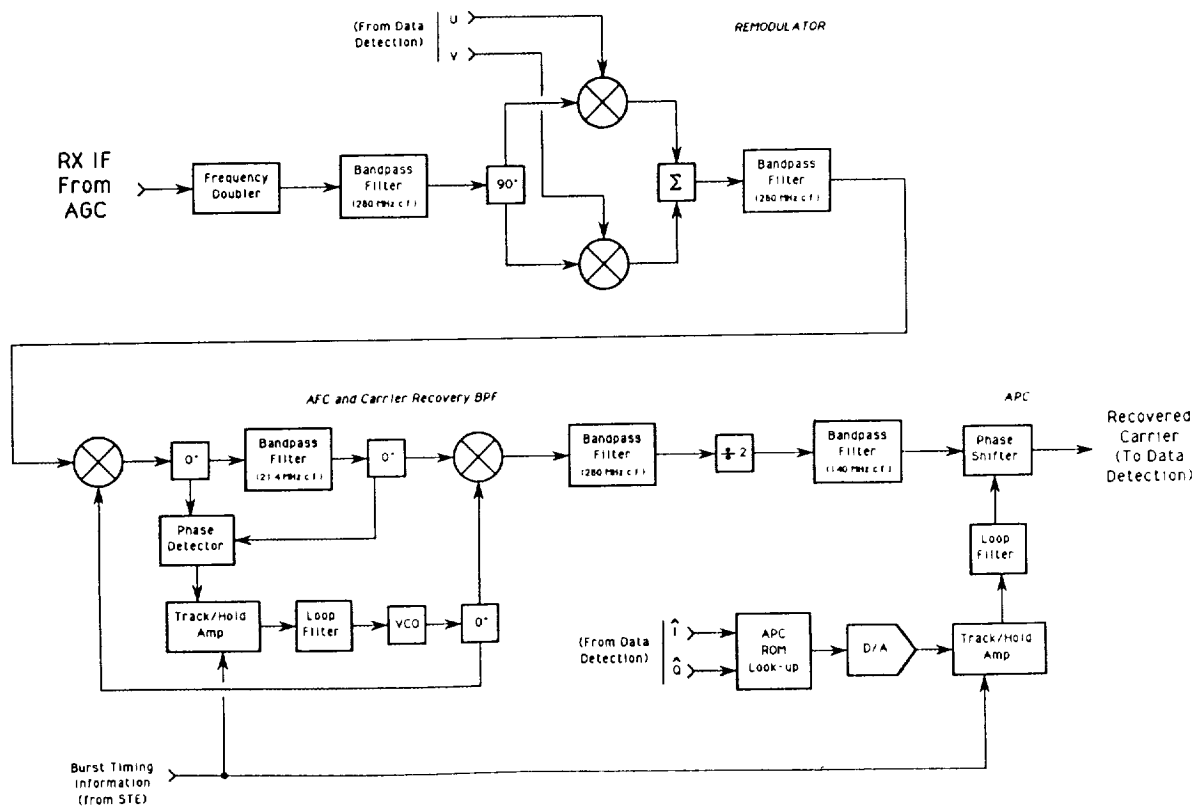 (From Data
Detection)
U
V
REMODULATOR
RX IF
From
AGC
Frequency
Doubler
Bandpass
Filter
(280 MHz c.f.)
90°
Σ
Bandpass
Filter
(280 MHz c.f.)
AFC and Carrier Recovery BPF
APC
0°
Bandpass
Filter
(21.4 MHz c.f.)
0°
Bandpass
Filter
(280 MHz c.f.)
÷ 2
Bandpass
Filter
(140 MHz c.f.)
Phase
Shifter
Recovered
Carrier
(To Data
Detection)
Phase
Detector
Loop
Filter
Track/Hold
Amp
Loop
Filter
VCO
0°
(From Data
Detection)
Î
Q̂
APC
ROM
Look-up
D/A
Track/Hold
Amp
Burst Timing
Information
(from STE)